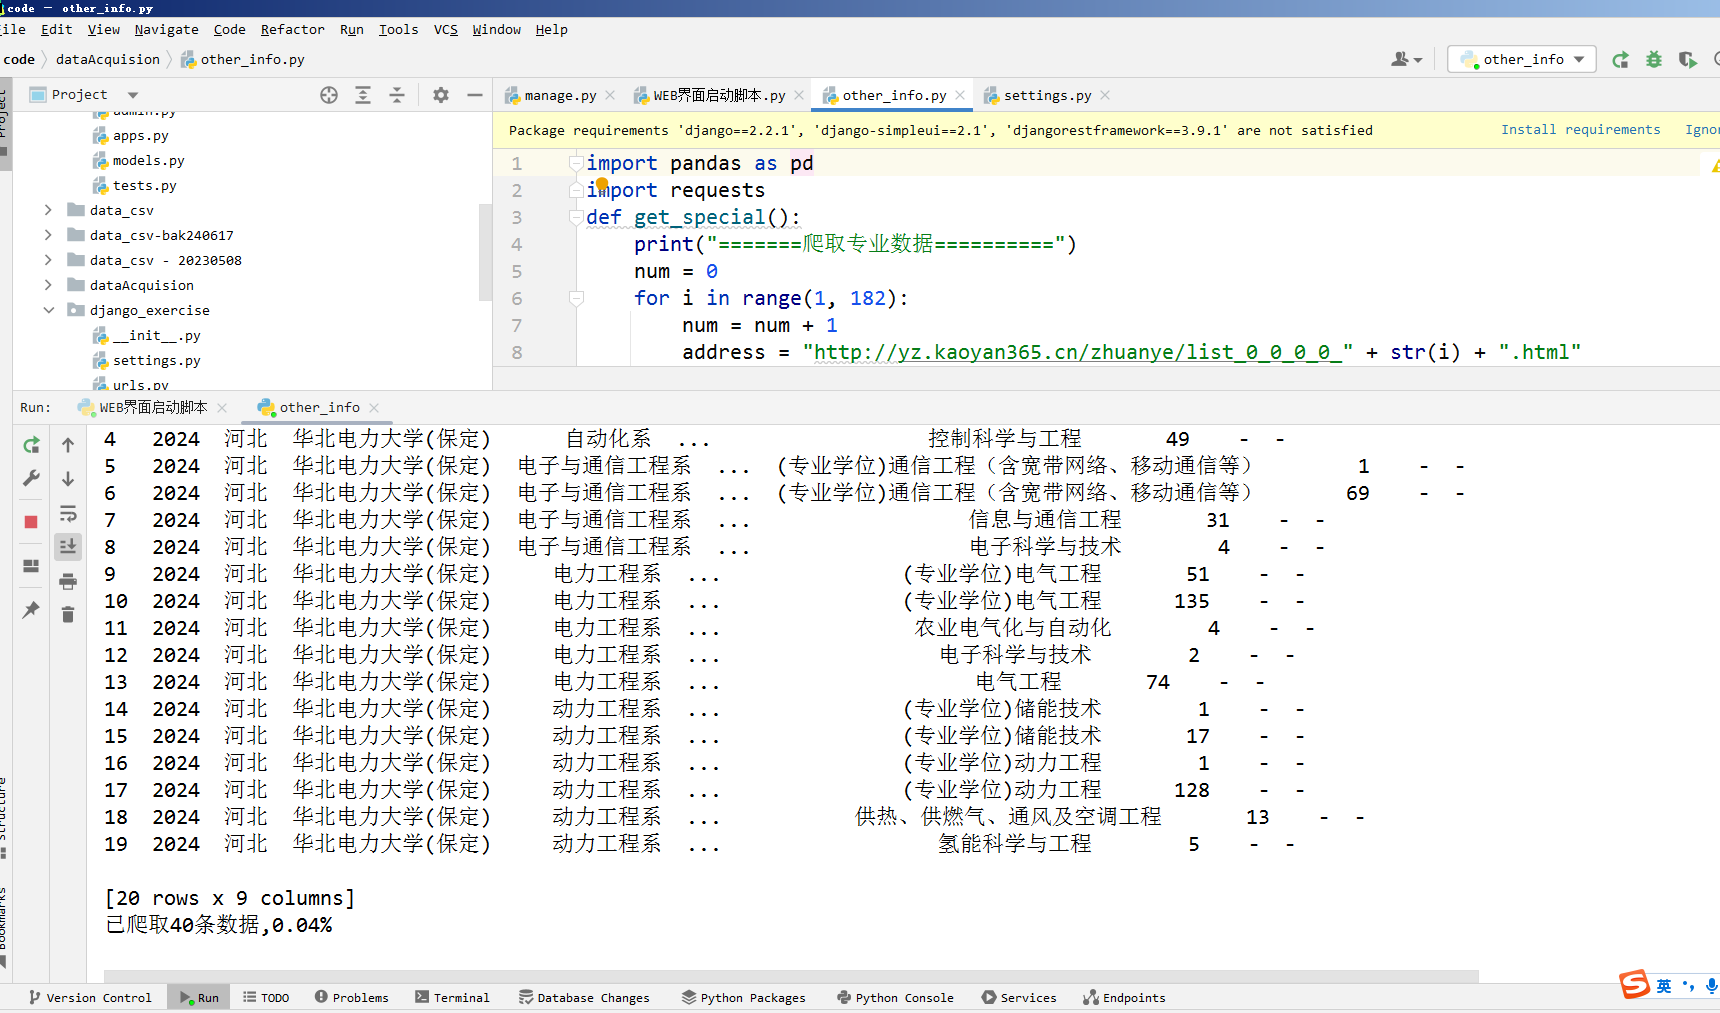 code – other_info.py
File Edit View Navigate Code Refactor Run Tools VCS Window Help
code dataAcquision other_info.py other_info
Project
manage.py WEB界面启动脚本.py other_info.py settings.py
apps.py
models.py
tests.py
data_csv
data_csv-bak240617
data_csv - 20230508
dataAcquision
django_exercise
__init__.py
settings.py
urls.py
Package requirements 'django==2.2.1', 'django-simpleui==2.1', 'djangorestframework==3.9.1' are not satisfied Install requirements
1 import pandas as pd
2 import requests
3 def get_special():
4 print("=======爬取专业数据==========")
5 num = 0
6 for i in range(1, 182):
7 num = num + 1
8 address = "http://yz.kaoyan365.cn/zhuanye/list_0_0_0_0_" + str(i) + ".html"
Run: WEB界面启动脚本 other_info
4 2024 河北 华北电力大学(保定) 自动化系 ... 控制科学与工程 49 - -
5 2024 河北 华北电力大学(保定) 电子与通信工程系 ... (专业学位)通信工程（含宽带网络、移动通信等） 1 - -
6 2024 河北 华北电力大学(保定) 电子与通信工程系 ... (专业学位)通信工程（含宽带网络、移动通信等） 69 - -
7 2024 河北 华北电力大学(保定) 电子与通信工程系 ... 信息与通信工程 31 - -
8 2024 河北 华北电力大学(保定) 电子与通信工程系 ... 电子科学与技术 4 - -
9 2024 河北 华北电力大学(保定) 电力工程系 ... (专业学位)电气工程 51 - -
10 2024 河北 华北电力大学(保定) 电力工程系 ... (专业学位)电气工程 135 - -
11 2024 河北 华北电力大学(保定) 电力工程系 ... 农业电气化与自动化 4 - -
12 2024 河北 华北电力大学(保定) 电力工程系 ... 电子科学与技术 2 - -
13 2024 河北 华北电力大学(保定) 电力工程系 ... 电气工程 74 - -
14 2024 河北 华北电力大学(保定) 动力工程系 ... (专业学位)储能技术 1 - -
15 2024 河北 华北电力大学(保定) 动力工程系 ... (专业学位)储能技术 17 - -
16 2024 河北 华北电力大学(保定) 动力工程系 ... (专业学位)动力工程 1 - -
17 2024 河北 华北电力大学(保定) 动力工程系 ... (专业学位)动力工程 128 - -
18 2024 河北 华北电力大学(保定) 动力工程系 ... 供热、供燃气、通风及空调工程 13 - -
19 2024 河北 华北电力大学(保定) 动力工程系 ... 氢能科学与工程 5 - -
[20 rows x 9 columns]
已爬取40条数据,0.04%
Structure
Bookmarks
Version Control Run TODO Problems Terminal Database Changes Python Packages Python Console Services Endpoints
英